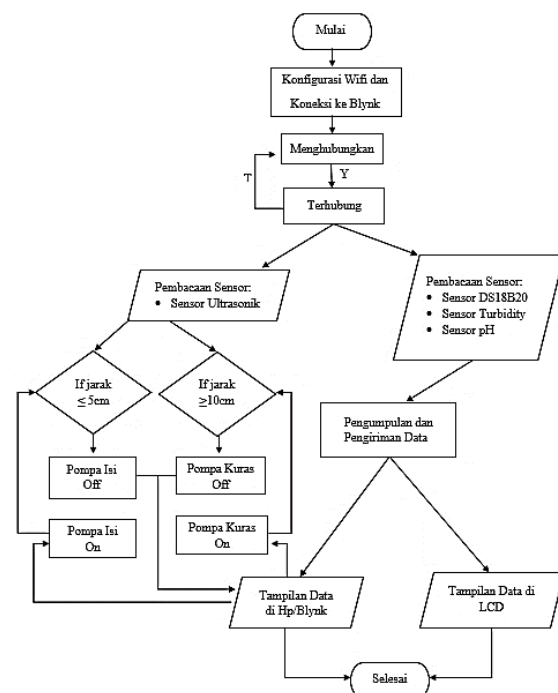 Mulai
Konfigurasi Wifi dan
Koneksi ke Blynk
Menghubungkan
T
Y
Terhubung
Pembacaan Sensor:
• Sensor Ultrasonik
Pembacaan Sensor:
• Sensor DS18B20
• Sensor Turbidity
• Sensor pH
If jarak
≤ 5cm
If jarak
≥10cm
Pengumpulan dan
Pengiriman Data
Pompa Isi
Off
Pompa Kuras
Off
Pompa Isi
On
Pompa Kuras
On
Tampilan Data
di Hp/Blynk
Tampilan Data di
LCD
Selesai